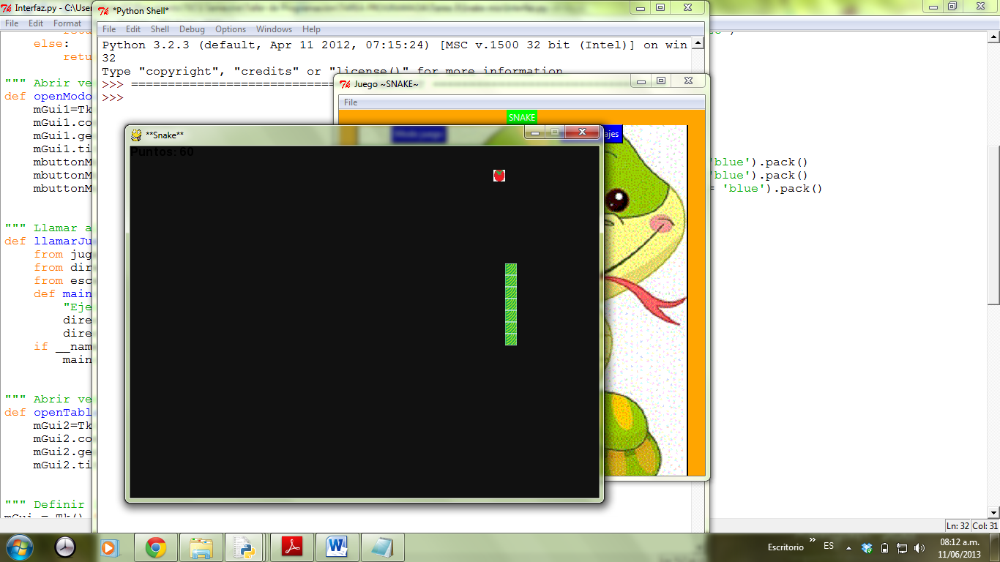 Interfaz.py - C:\User
File Edit Format
else:
""" Abrir ve
def openModo
mGui1=Tk
mGui1.co
mGui1.ge
mGui1.ti
mbuttonM
'blue').pack()
mbuttonM
'blue').pack()
mbuttonM
= 'blue').pack()
""" Llamar a
def llamarJu
from jug
from dir
from esc
def main
"Eje
dire
dire
if __nam
main
""" Abrir ve
def openTabl
mGui2=Tk
mGui2.co
mGui2.ge
mGui2.ti
""" Definir
Ln: 32 Col: 31
*Python Shell*
File Edit Shell Debug Options Windows Help
Python 3.2.3 (default, Apr 11 2012, 07:15:24) [MSC v.1500 32 bit (Intel)] on win
32
Type "copyright", "credits" or "license()" for more information
>>> ============================
>>>
Juego ~SNAKE~
File
SNAKE
Modo juego
ajes
**Snake**
Puntos: 60
Escritorio
ES
08:12 a.m.
11/06/2013